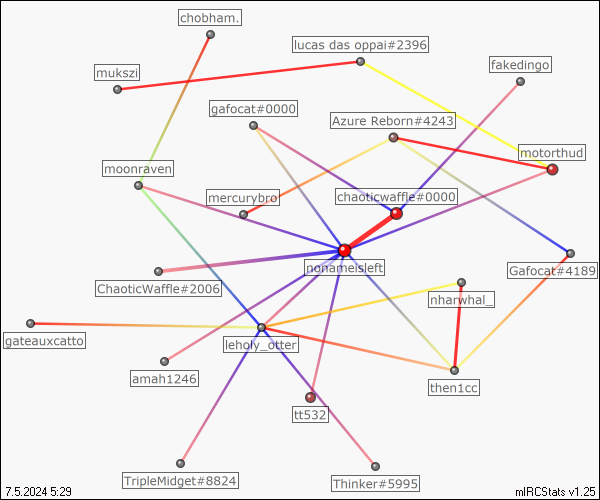 chobham.
lucas das oppai#2396
mukszi
fakedingo
gafocat#0000
Azure Reborn#4243
motorthud
moonraven
mercurybro
chaoticwaffle#0000
nonameisleft
Gafocat#4189
ChaoticWaffle#2006
nharwhal_
gateauxcatto
leholy_otter
amah1246
then1cc
tt532
TripleMidget#8824
Thinker#5995
7.5.2024 5:29
mIRCStats v1.25